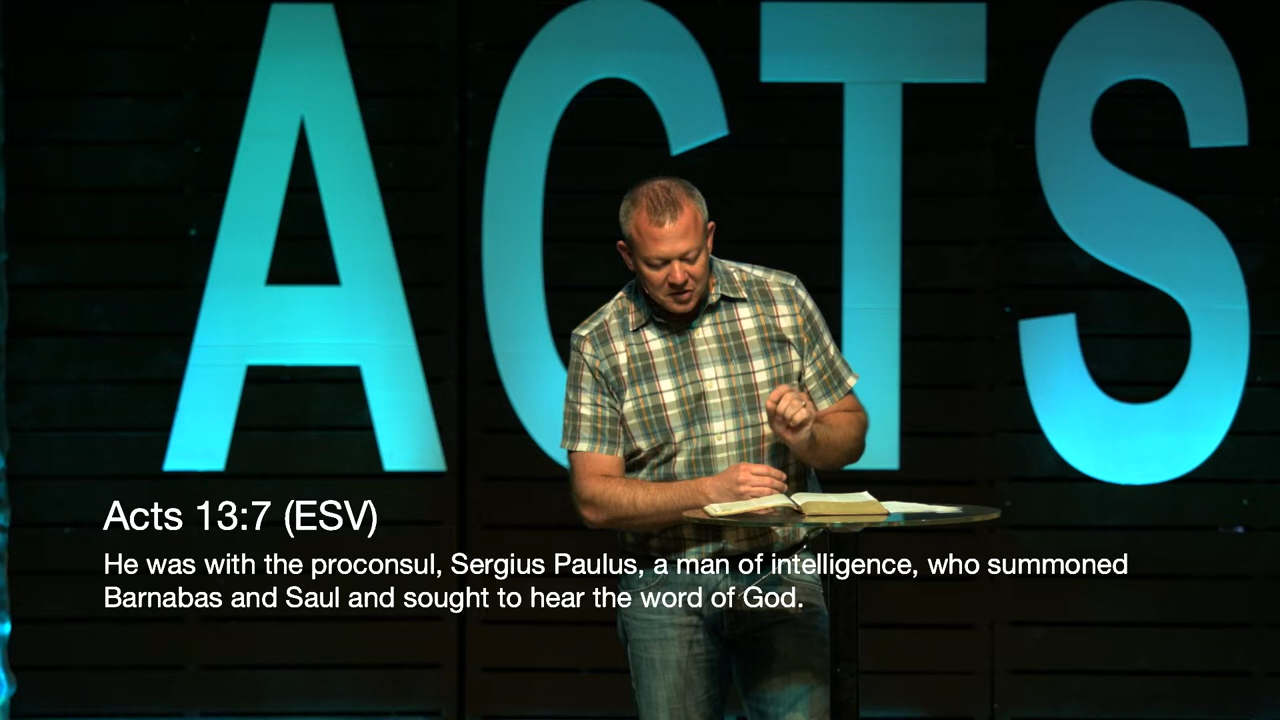 ACTS
Acts 13:7 (ESV)
He was with the proconsul, Sergius Paulus, a man of intelligence, who summoned
Barnabas and Saul and sought to hear the word of God.